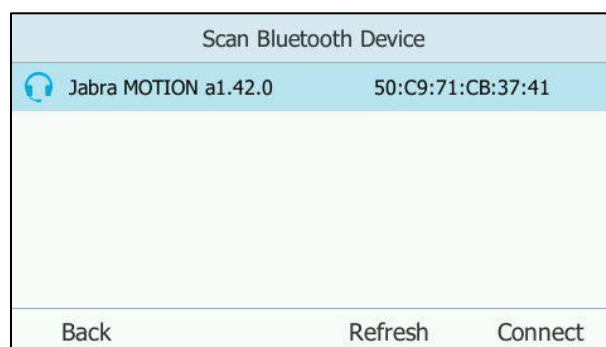 Scan Bluetooth Device
Jabra MOTION a1.42.0 50:C9:71:CB:37:41
Back Refresh Connect